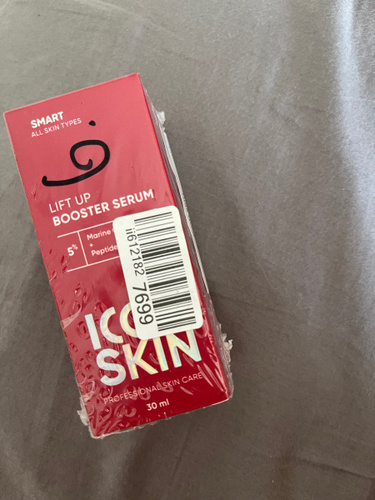 SMART
ALL SKIN TYPES
LIFT UP
BOOSTER SERUM
5%
Marine
+
Peptide
ii612182 7699
SKIN
PROFESSIONAL SKIN CARE
30 ml